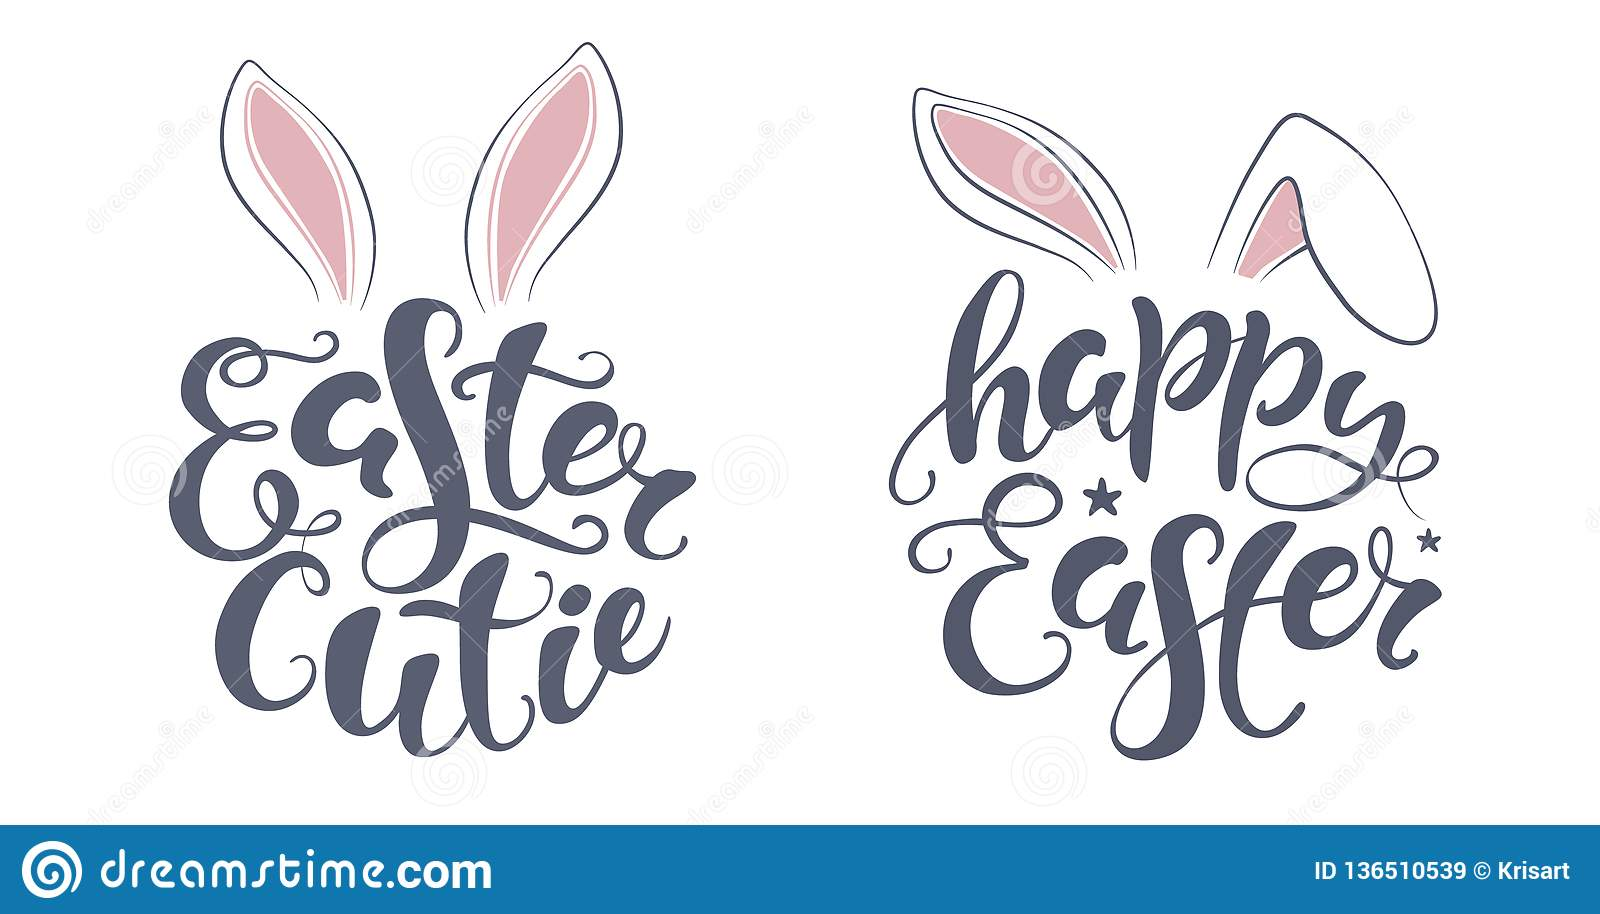 Easter
Cutie
happy
Easter
dreamstime.com
ID 136510539 © Krisart